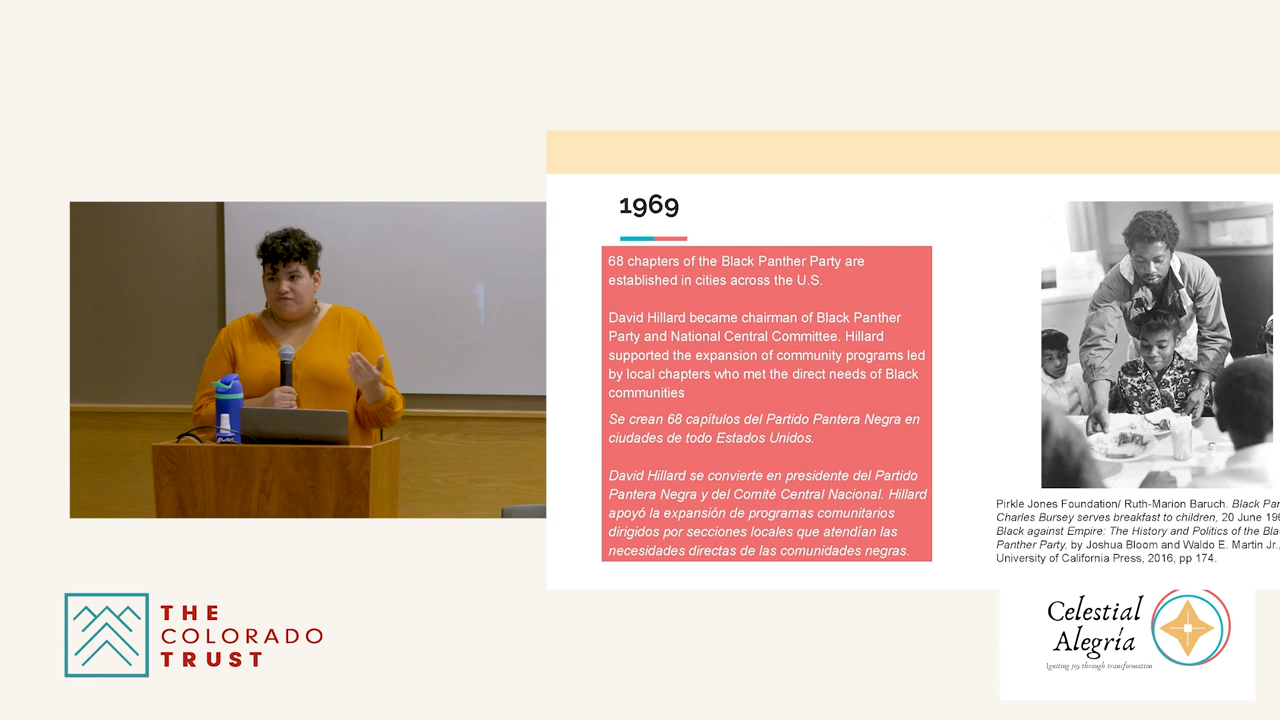 1969
68 chapters of the Black Panther Party are
established in cities across the U.S.
David Hillard became chairman of Black Panther
Party and National Central Committee. Hillard
supported the expansion of community programs led
by local chapters who met the direct needs of Black
communities
Se crean 68 capítulos del Partido Pantera Negra en
ciudades de todo Estados Unidos.
David Hillard se convierte en presidente del Partido
Pantera Negra y del Comité Central Nacional. Hillard
apoyó la expansión de programas comunitarios
dirigidos por secciones locales que atendían las
necesidades directas de las comunidades negras.
Pirkle Jones Foundation/ Ruth-Marion Baruch. Black
Charles Bursey serves breakfast to children, 20 June
Black against Empire: The History and Politics of the
Panther Party, by Joshua Bloom and Waldo E. Martin Jr.,
University of California Press, 2016, pp 174.
THE
COLORADO
TRUST
Celestial
Alegría
Igniting joy through transformation